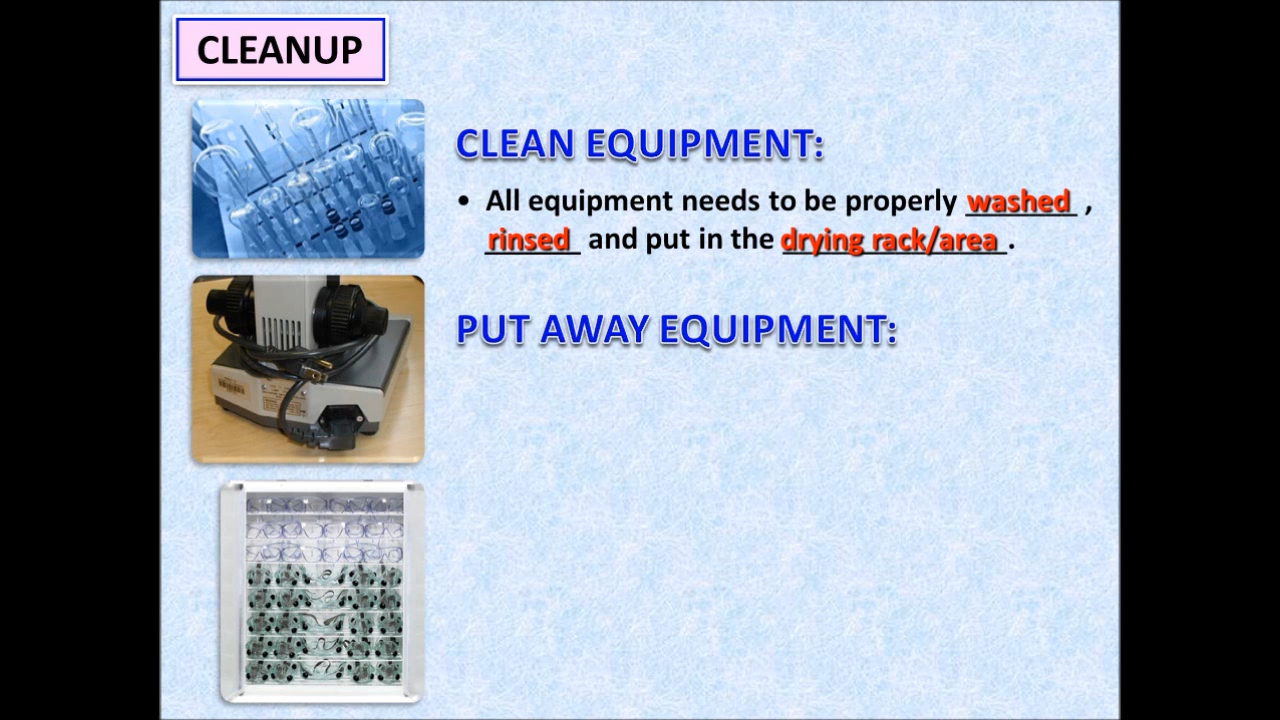 CLEANUP
CLEAN EQUIPMENT:
• All equipment needs to be properly washed ,
rinsed and put in the drying rack/area .
PUT AWAY EQUIPMENT: